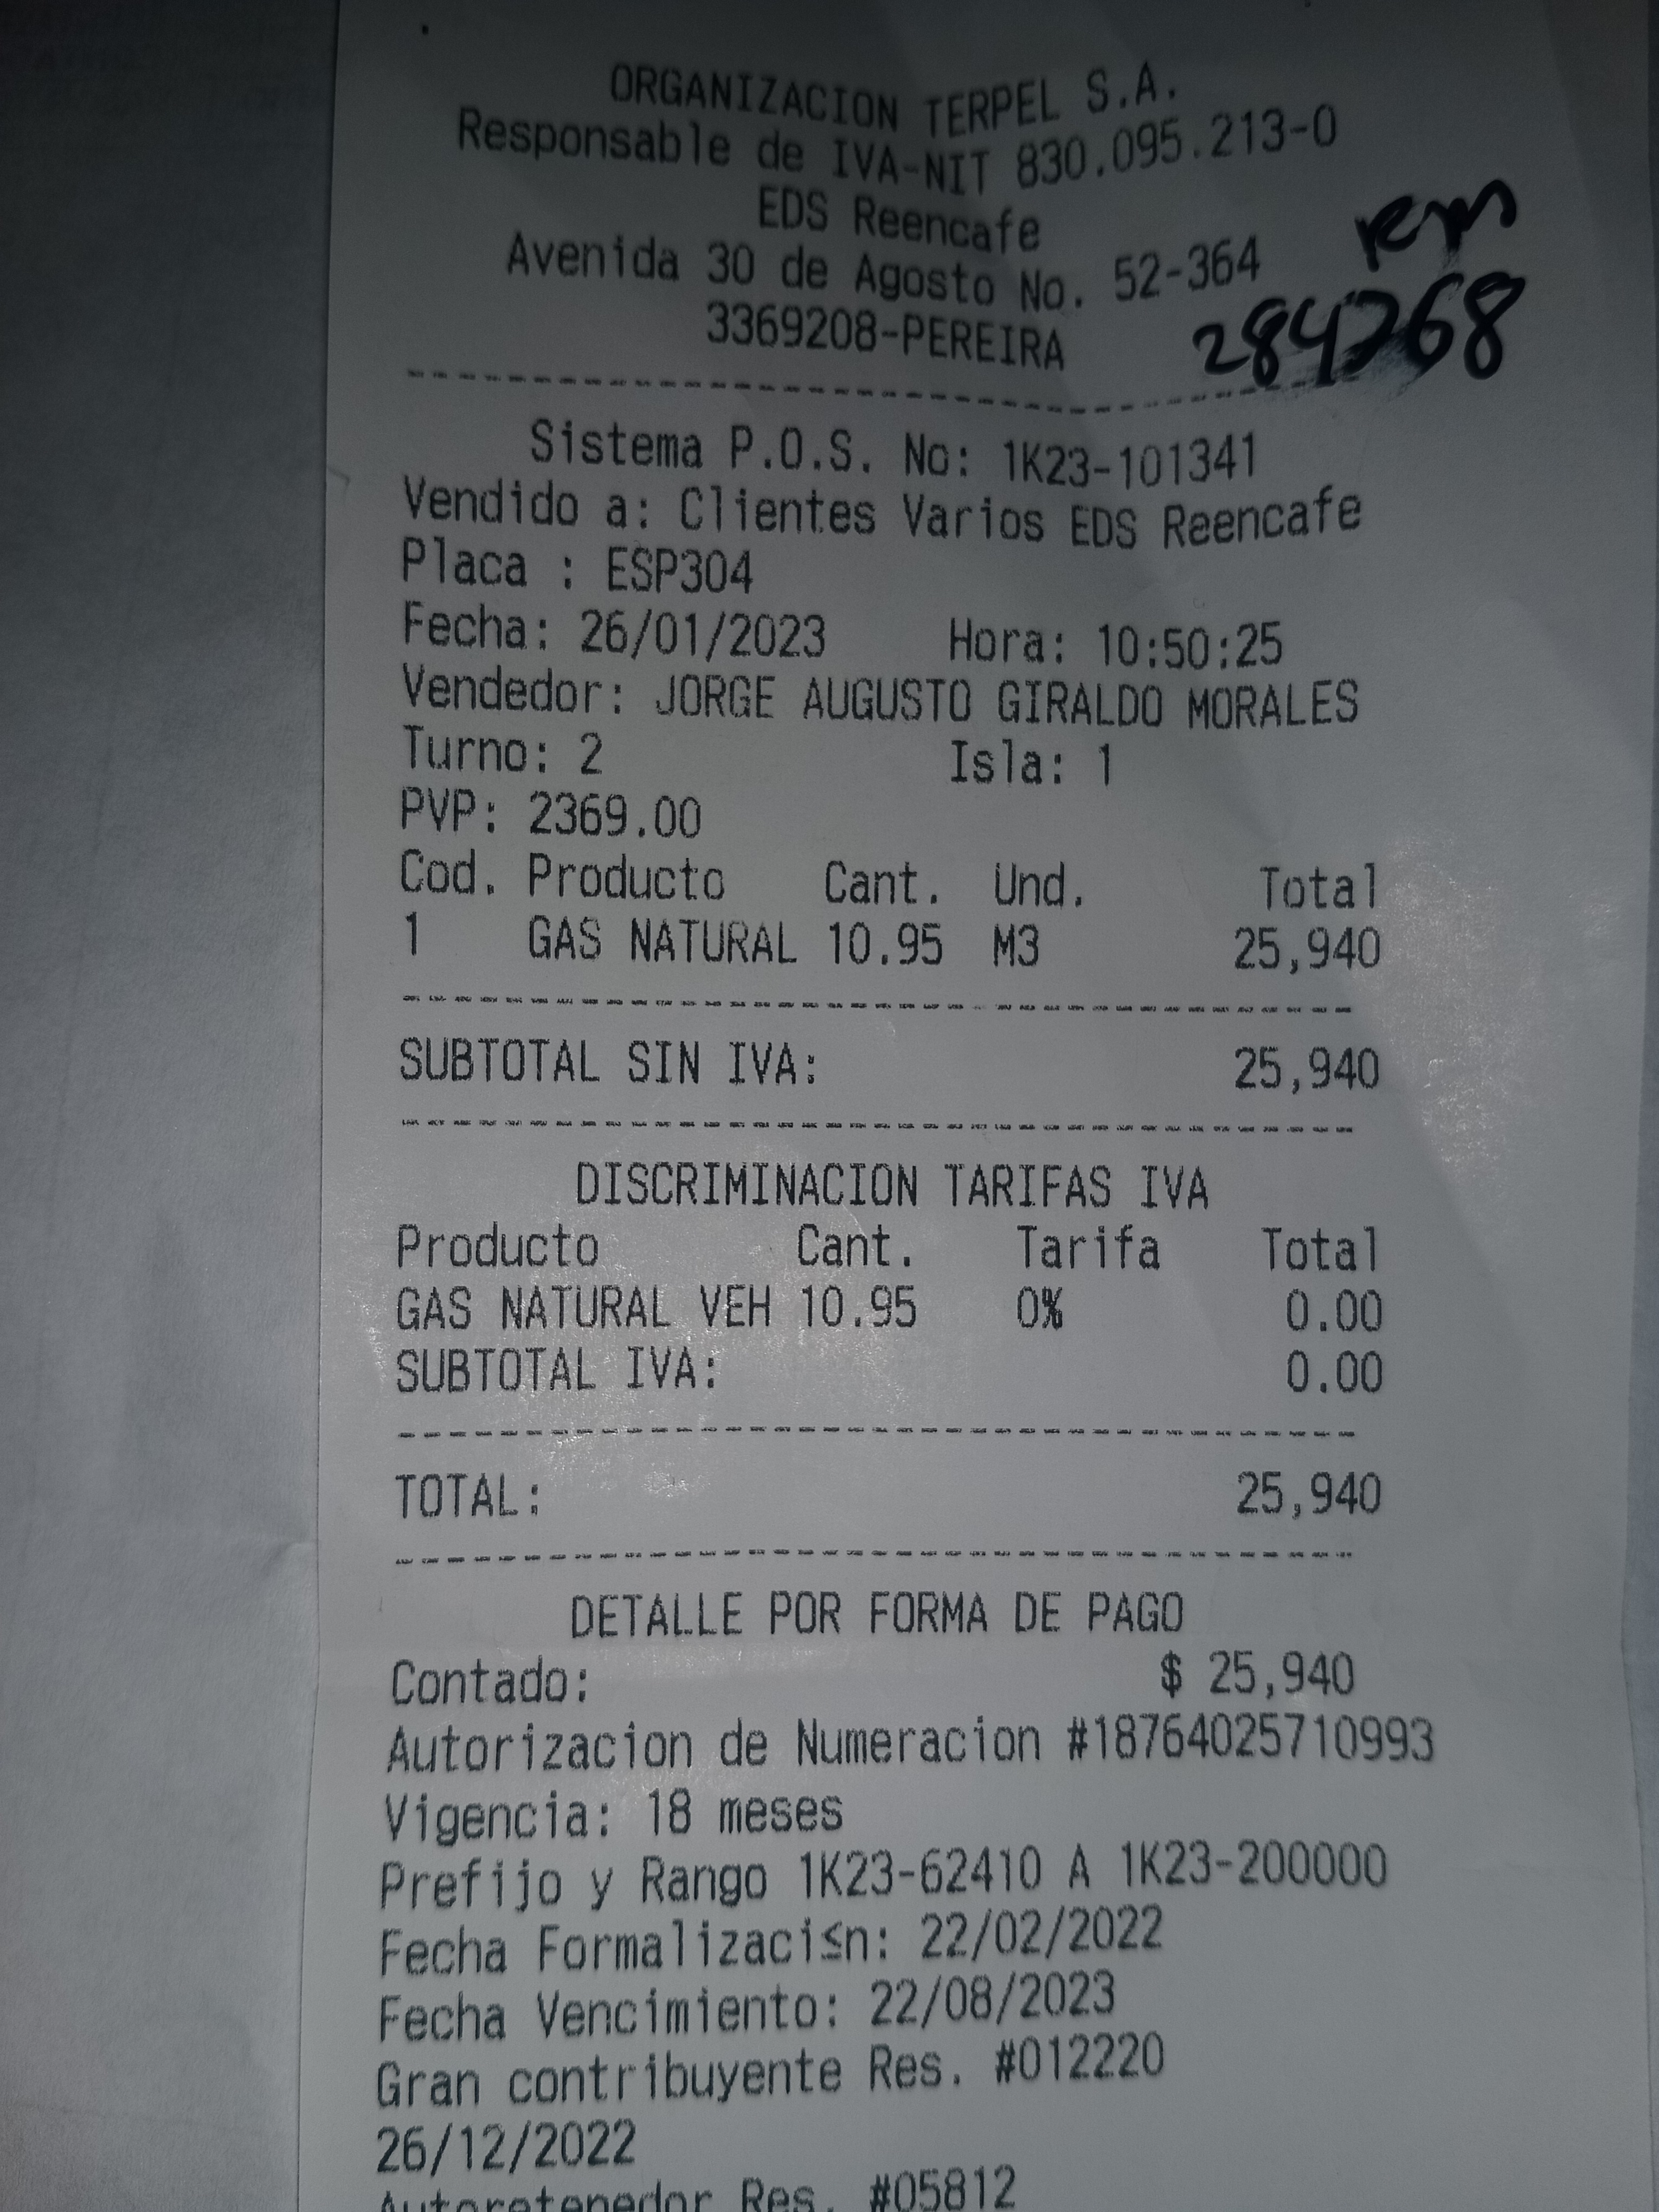 ORGANIZACION TERPEL S.A.
Responsable de IVA-NIT 830.095.213-0
EDS Reencafe
Avenida 30 de Agosto No. 52-364
3369208-PEREIRA
Km
284768
Sistema P.O.S. No: 1K23-101341
Vendido a: Clientes Varios EDS Reencafe
Placa : ESP304
Fecha: 26/01/2023 Hora: 10:50:25
Vendedor: JORGE AUGUSTO GIRALDO MORALES
Turno: 2 Isla: 1
PVP: 2369.00
Cod. Producto Cant. Und. Total
1 GAS NATURAL 10.95 M3 25,940
SUBTOTAL SIN IVA: 25,940
DISCRIMINACION TARIFAS IVA
Producto Cant. Tarifa Total
GAS NATURAL VEH 10.95 0% 0.00
SUBTOTAL IVA: 0.00
TOTAL: 25,940
DETALLE POR FORMA DE PAGO
Contado: $ 25,940
Autorizacion de Numeracion #18764025710993
Vigencia: 18 meses
Prefijo y Rango 1K23-62410 A 1K23-200000
Fecha Formalizaci≤n: 22/02/2022
Fecha Vencimiento: 22/08/2023
Gran contribuyente Res. #012220
26/12/2022
Autoretenedor Res. #05812